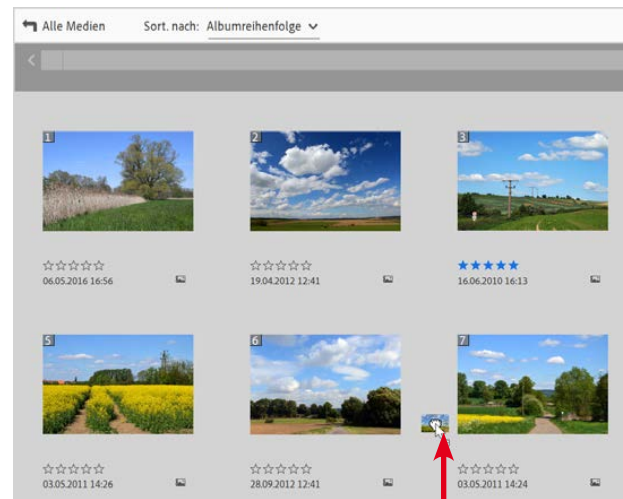 Alle Medien Sort. nach: Albumreihenfolge
1 2 3
06.05.2016 16:56 19.04.2012 12:41 16.06.2010 16:13
5 6 7
03.05.2011 14:26 28.09.2012 12:41 03.05.2011 14:24